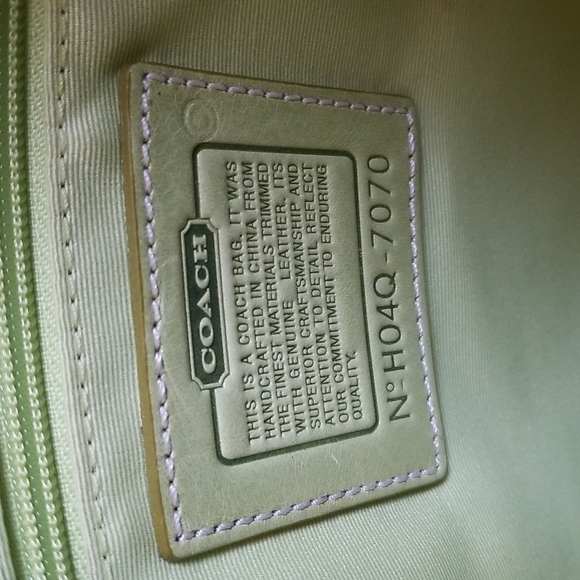 COACH
THIS IS A COACH BAG. IT WAS
HANDCRAFTED IN CHINA FROM
THE FINEST MATERIALS TRIMMED
WITH GENUINE LEATHER. ITS
SUPERIOR CRAFTSMANSHIP AND
ATTENTION TO DETAIL REFLECT
OUR COMMITMENT TO ENDURING
QUALITY.
Nº H04Q-7070